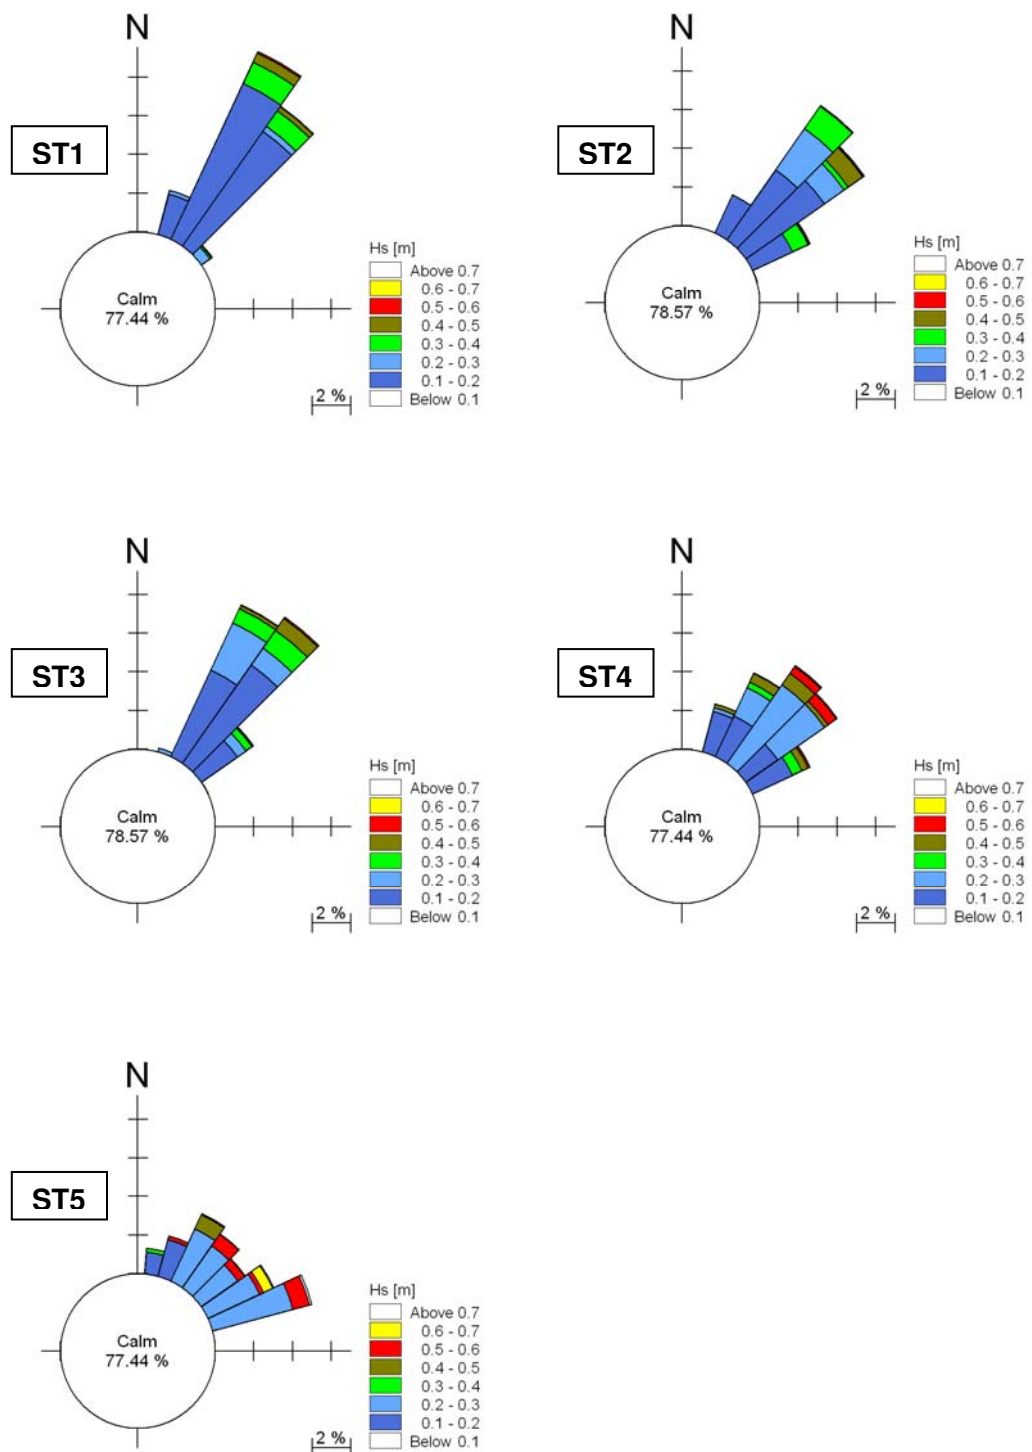 N
ST1
Calm
77.44 %
Hs [m]
Above 0.7
0.6 - 0.7
0.5 - 0.6
0.4 - 0.5
0.3 - 0.4
0.2 - 0.3
0.1 - 0.2
Below 0.1
2 %
N
ST2
Calm
78.57 %
Hs [m]
Above 0.7
0.6 - 0.7
0.5 - 0.6
0.4 - 0.5
0.3 - 0.4
0.2 - 0.3
0.1 - 0.2
Below 0.1
2 %
N
ST3
Calm
78.57 %
Hs [m]
Above 0.7
0.6 - 0.7
0.5 - 0.6
0.4 - 0.5
0.3 - 0.4
0.2 - 0.3
0.1 - 0.2
Below 0.1
2 %
N
ST4
Calm
77.44 %
Hs [m]
Above 0.7
0.6 - 0.7
0.5 - 0.6
0.4 - 0.5
0.3 - 0.4
0.2 - 0.3
0.1 - 0.2
Below 0.1
2 %
N
ST5
Calm
77.44 %
Hs [m]
Above 0.7
0.6 - 0.7
0.5 - 0.6
0.4 - 0.5
0.3 - 0.4
0.2 - 0.3
0.1 - 0.2
Below 0.1
2 %